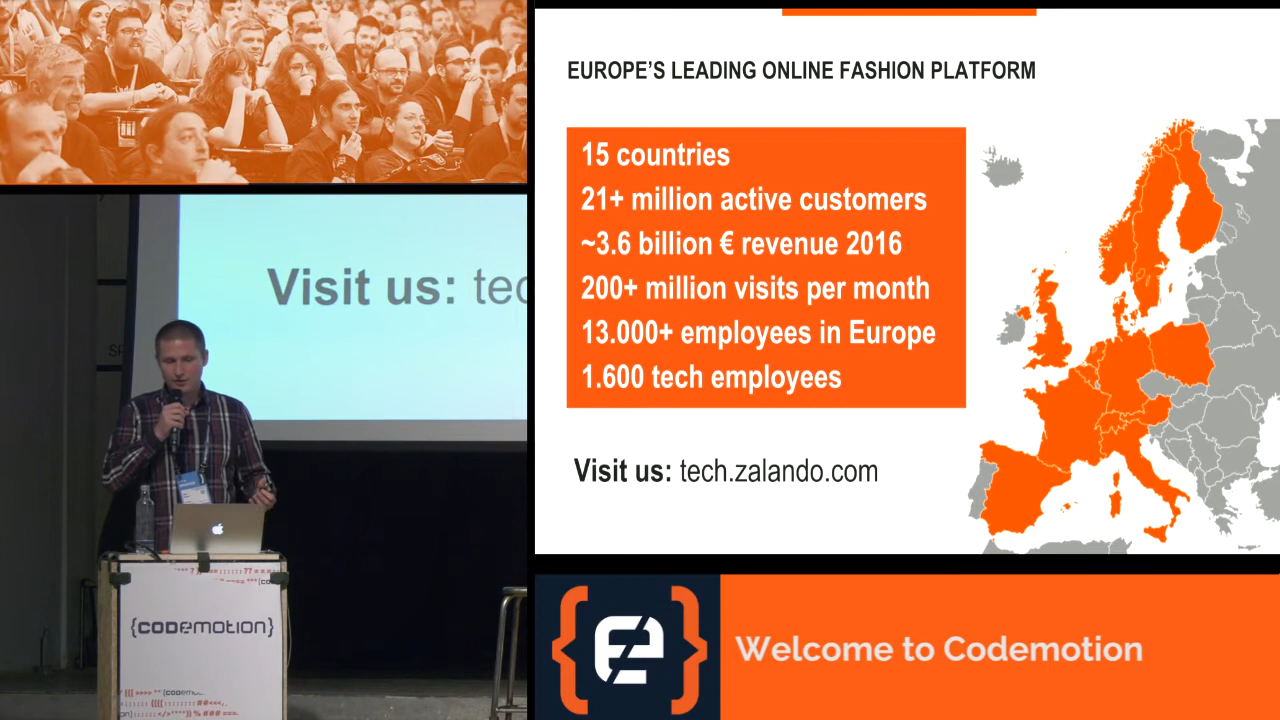 EUROPE'S LEADING ONLINE FASHION PLATFORM
15 countries
21+ million active customers
~3.6 billion € revenue 2016
200+ million visits per month
13.000+ employees in Europe
1.600 tech employees
Visit us: tech.zalando.com
Visit us: tec
{CODEMOTION}
Welcome to Codemotion